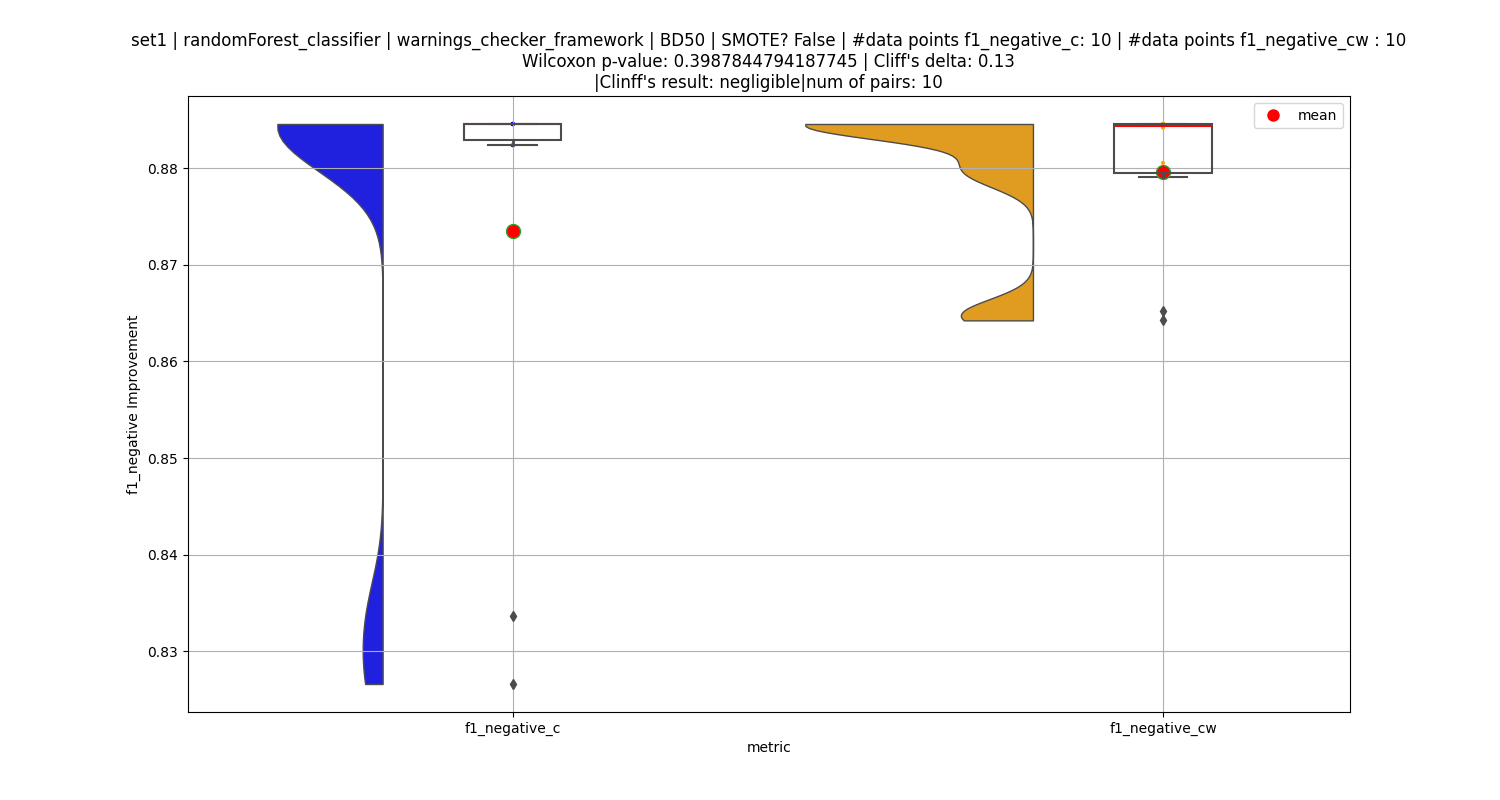 set1 | randomForest_classifier | warnings_checker_framework | BD50 | SMOTE? False | #data points f1_negative_c: 10 | #data points f1_negative_cw : 10
Wilcoxon p-value: 0.3987844794187745 | Cliff's delta: 0.13
|Clinff's result: negligible|num of pairs: 10
mean
0.88
0.87
0.86
0.85
0.84
0.83
f1_negative Improvement
f1_negative_c
f1_negative_cw
metric